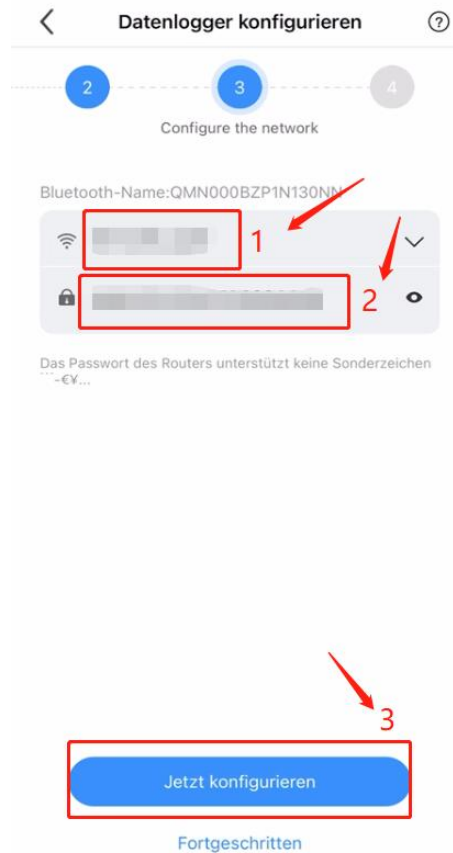 Datenlogger konfigurieren ?
2 3 4
Configure the network
Bluetooth-Name:QMN000BZP1N130NN
1
2
Das Passwort des Routers unterstützt keine Sonderzeichen
```-€¥...
3
Jetzt konfigurieren
Fortgeschritten